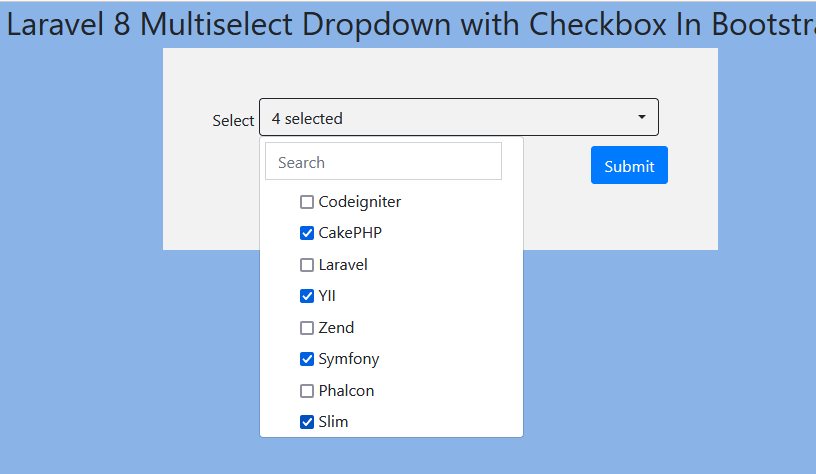 Laravel 8 Multiselect Dropdown with Checkbox In
Select 4 selected
Search
Submit
Codeigniter
CakePHP
Laravel
YII
Zend
Symfony
Phalcon
Slim